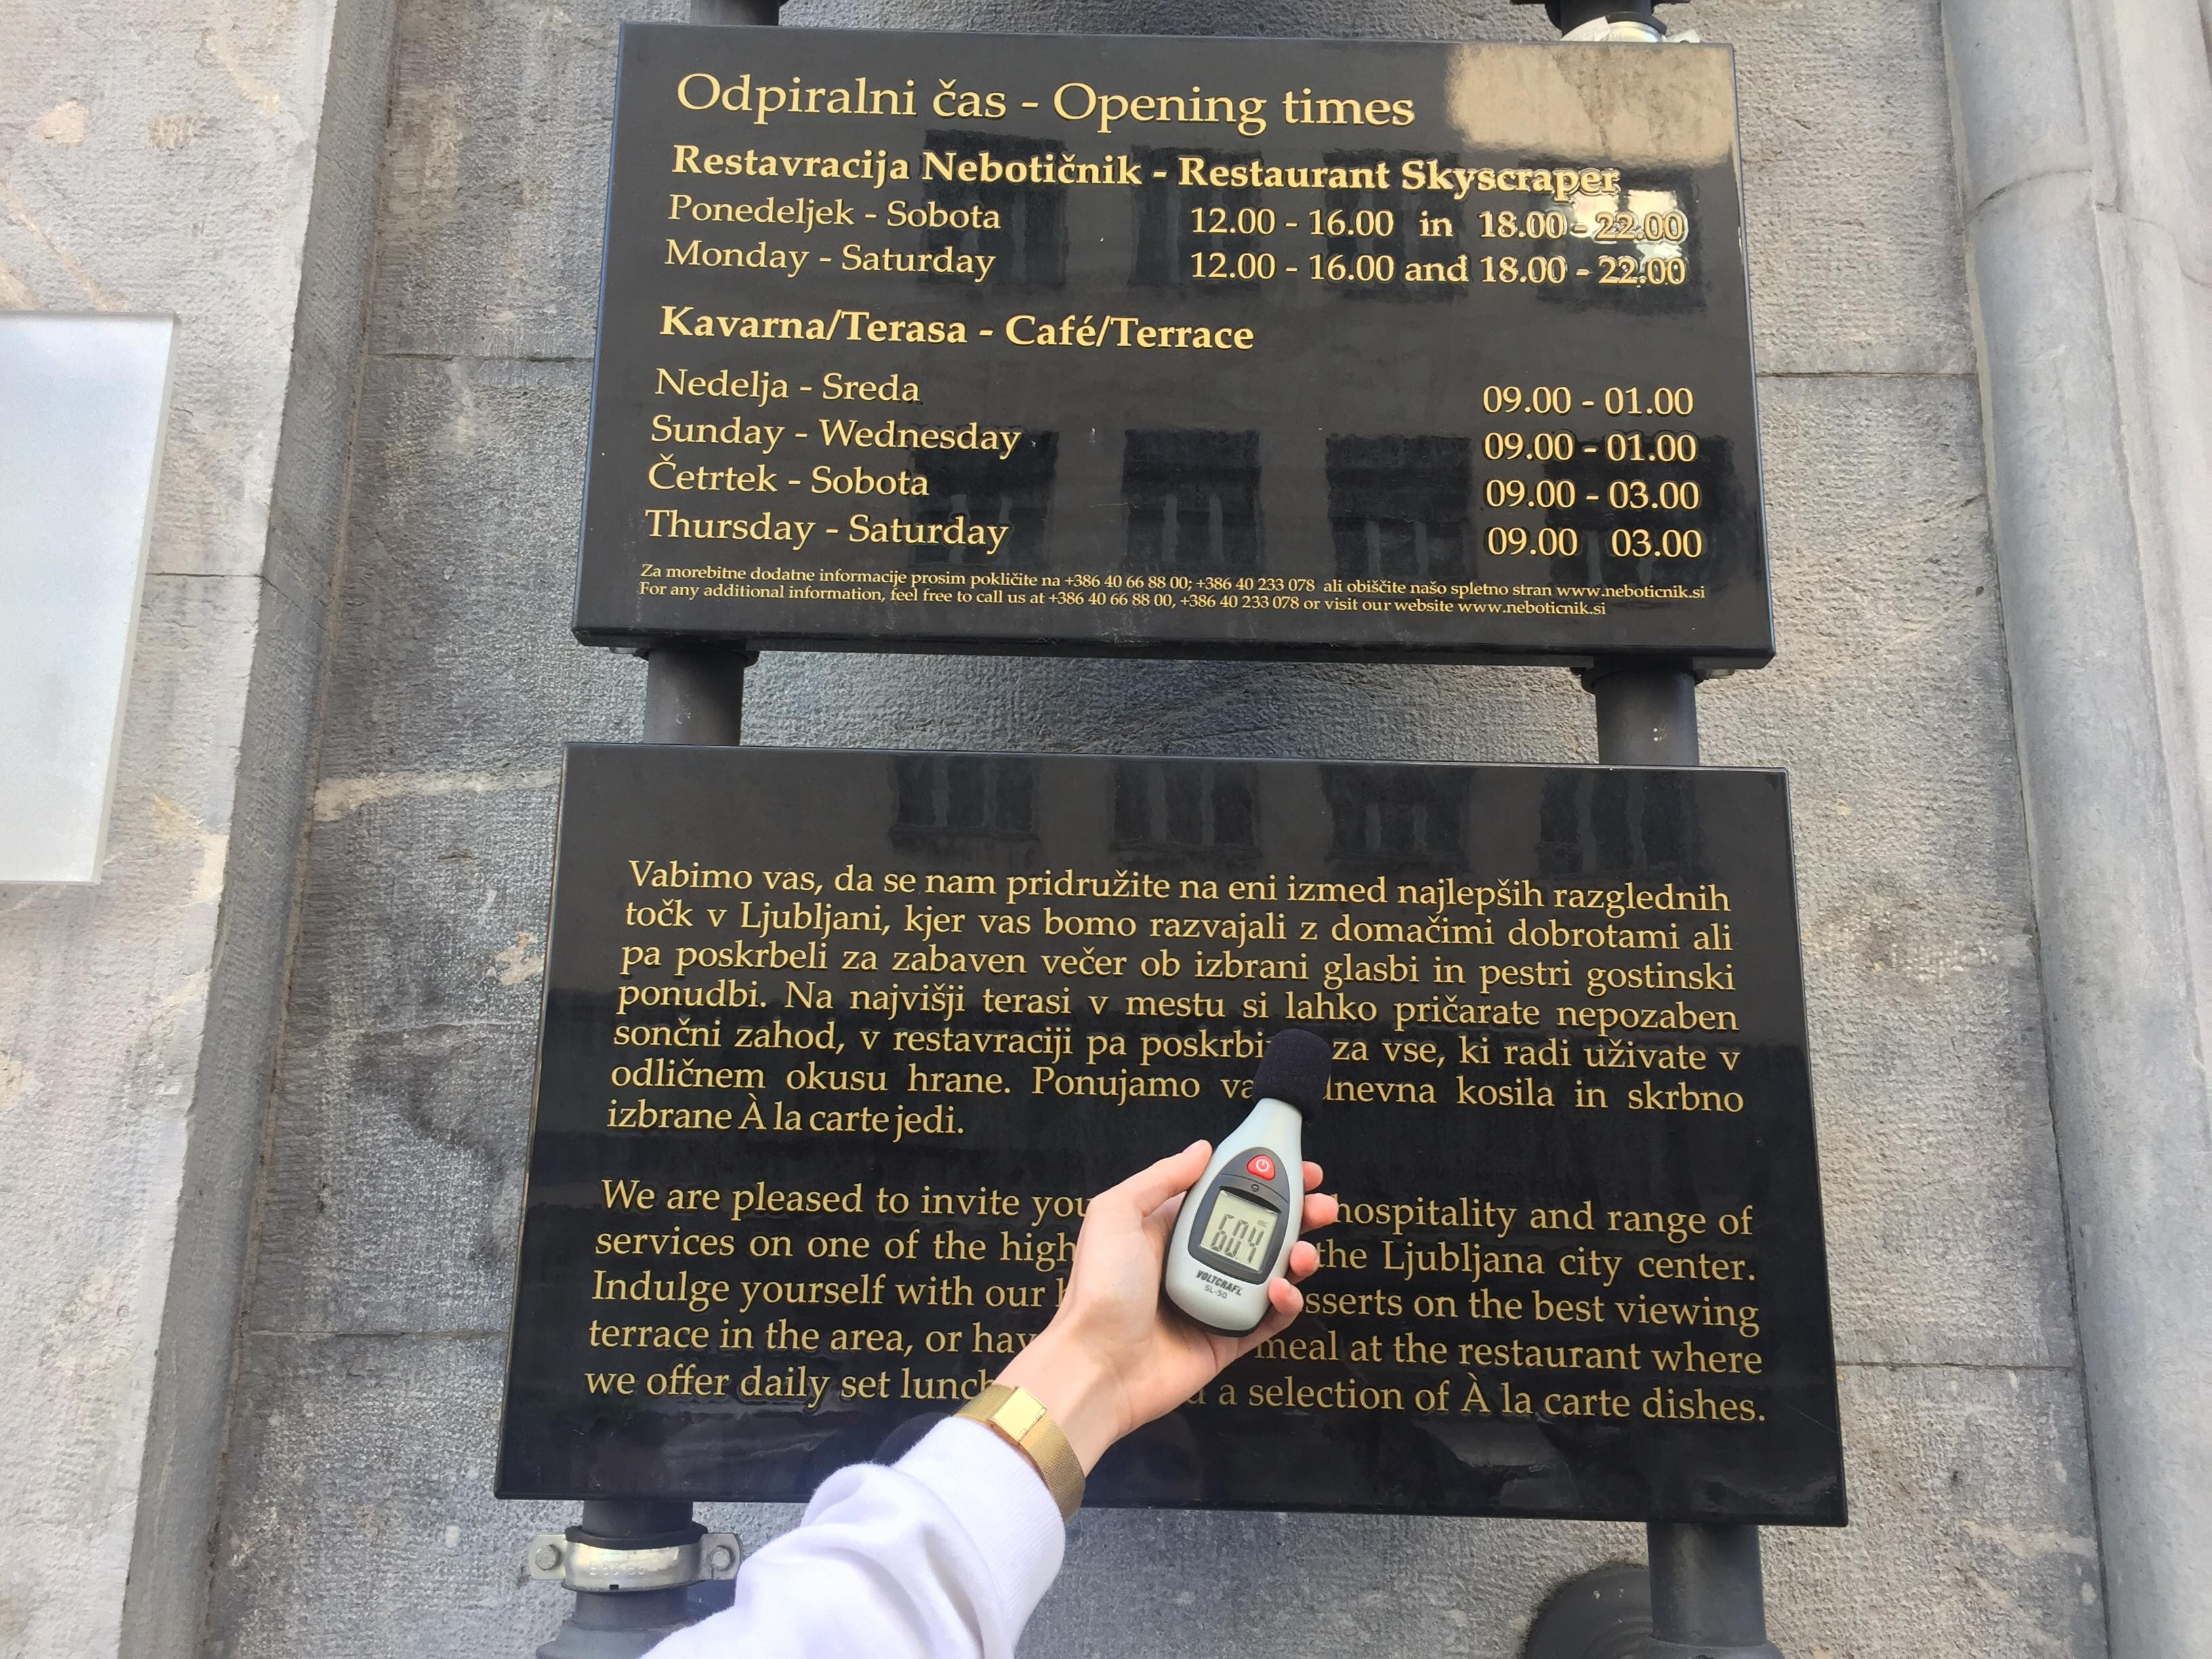 Odpiralni čas - Opening times
Restavracija Nebotičnik - Restaurant Skyscraper
Ponedeljek - Sobota 12.00 - 16.00 in 18.00 - 22.00
Monday - Saturday 12.00 - 16.00 and 18.00 - 22.00
Kavarna/Terasa - Café/Terrace
Nedelja - Sreda 09.00 - 01.00
Sunday - Wednesday 09.00 - 01.00
Četrtek - Sobota 09.00 - 03.00
Thursday - Saturday 09.00 03.00
Za morebitne dodatne informacije prosim pokličite na +386 40 66 88 00; +386 40 233 078 ali obiščite našo spletno stran www.neboticnik.si
For any additional information, feel free to call us at +386 40 66 88 00, +386 40 233 078 or visit our website www.neboticnik.si
Vabimo vas, da se nam pridružite na eni izmed najlepših razglednih
točk v Ljubljani, kjer vas bomo razvajali z domačimi dobrotami ali
pa poskrbeli za zabaven večer ob izbrani glasbi in pestri gostinski
ponudbi. Na najvišji terasi v mestu si lahko pričarate nepozaben
sončni zahod, v restavraciji pa za vse, ki radi uživate v
odličnem okusu hrane. Ponujamo kosila in skrbno
izbrane À la carte jedi.
We are pleased to invite you hospitality and range of
services on one of the the Ljubljana city center.
Indulge yourself with our on the best viewing
terrace in the area, or meal at the restaurant where
we offer daily set a selection of À la carte dishes.
60.4
VOLTCRAFT
SL-50